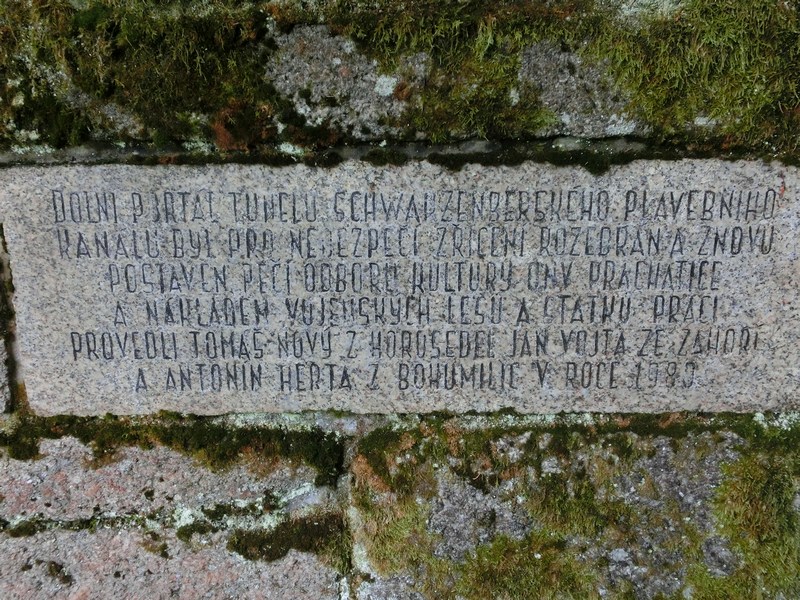 DOLNÍ PORTÁL TUNELU SCHWARZENBERSKÉHO PLAVEBNÍHO
KANÁLU BYL PRO NEBEZPEČÍ ZŘÍCENÍ ROZEBRÁN A ZNOVU
POSTAVEN PÉČÍ ODBORU KULTURY ONV PRACHATICE
A NÁKLADEM VOJENSKÝCH LESŮ A STATKŮ PRÁCI
PROVEDLI TOMÁŠ NOVÝ Z HOROSEDEL JAN VOJTA ZE ZÁHOŘÍ
A ANTONÍN HERTA Z BOHUMILIC V ROCE